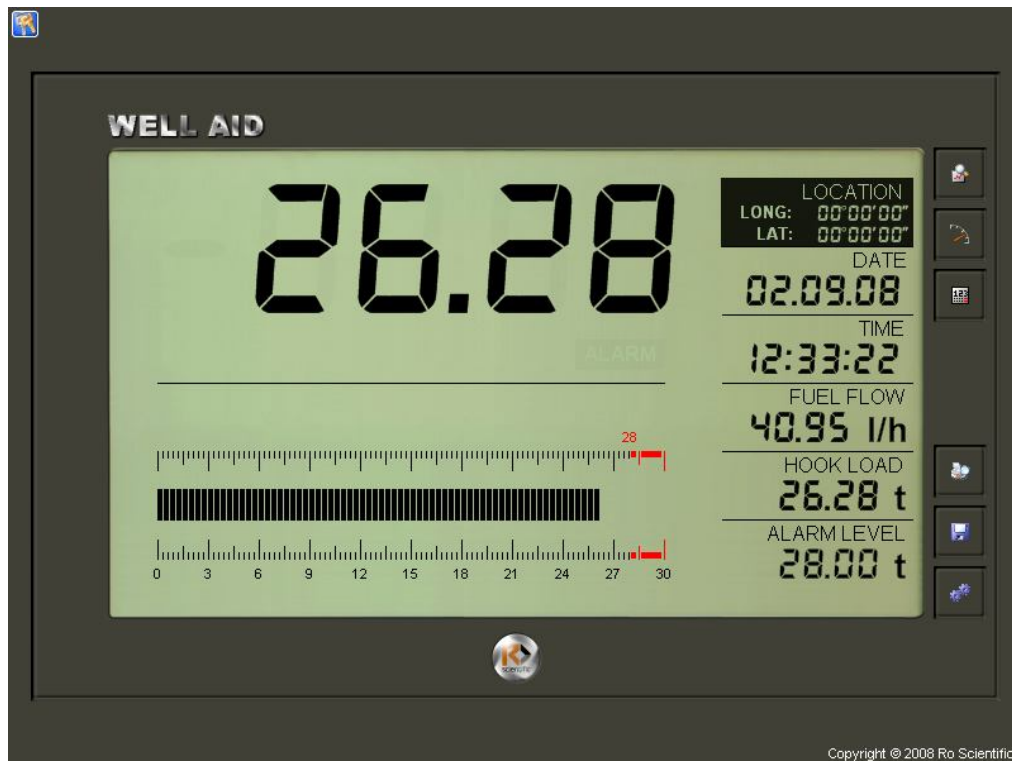 WELL AID
26.28
ALARM
28
0 3 6 9 12 15 18 21 24 27 30
LOCATION
LONG: 00°00'00"
LAT: 00°00'00"
DATE
02.09.08
TIME
12:33:22
FUEL FLOW
40.95 l/h
HOOK LOAD
26.28 t
ALARM LEVEL
28.00 t
R
SCIENTIFIC
Copyright © 2008 Ro Scientific